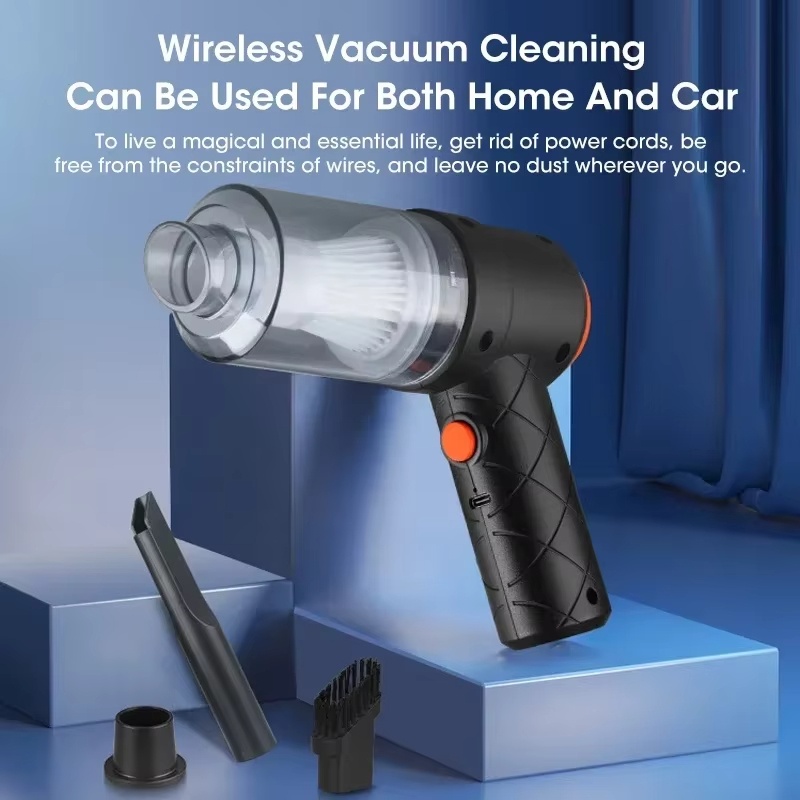 Wireless Vacuum Cleaning
Can Be Used For Both Home And Car
To live a magical and essential life, get rid of power cords, be
free from the constraints of wires, and leave no dust wherever you go.